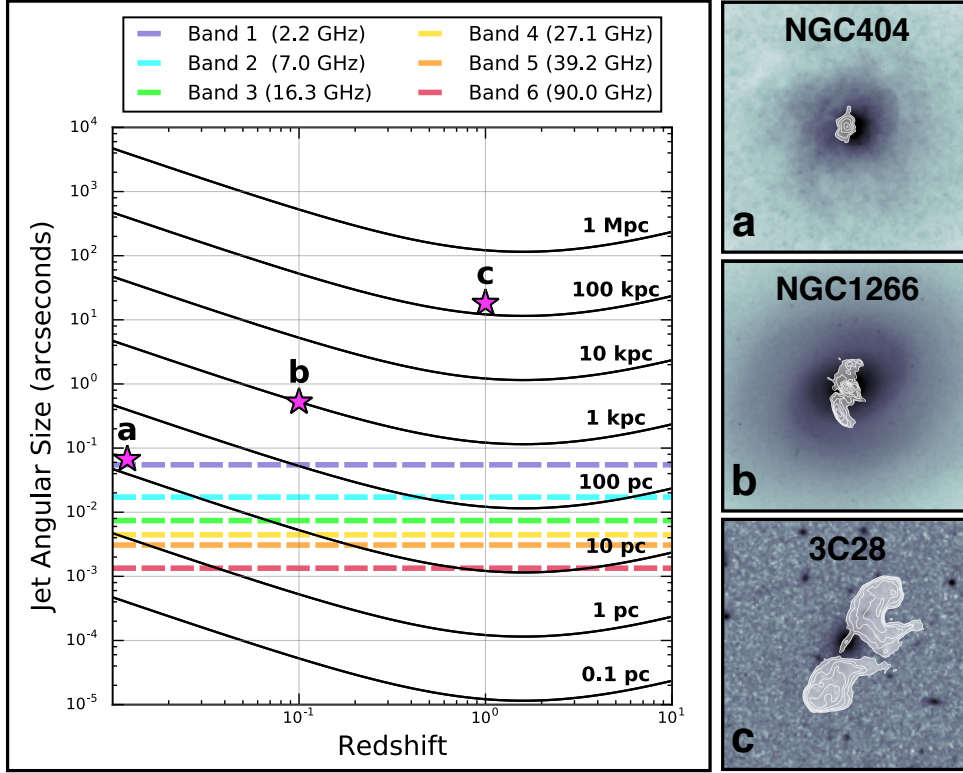 Band 1 (2.2 GHz)
Band 2 (7.0 GHz)
Band 3 (16.3 GHz)
Band 4 (27.1 GHz)
Band 5 (39.2 GHz)
Band 6 (90.0 GHz)
Jet Angular Size (arcseconds)
10^4
10^3
10^2
10^1
10^0
10^-1
10^-2
10^-3
10^-4
10^-5
1 Mpc
100 kpc
10 kpc
1 kpc
100 pc
10 pc
1 pc
0.1 pc
a
b
c
10^-1
10^0
10^1
Redshift
NGC404
a
NGC1266
b
3C28
c